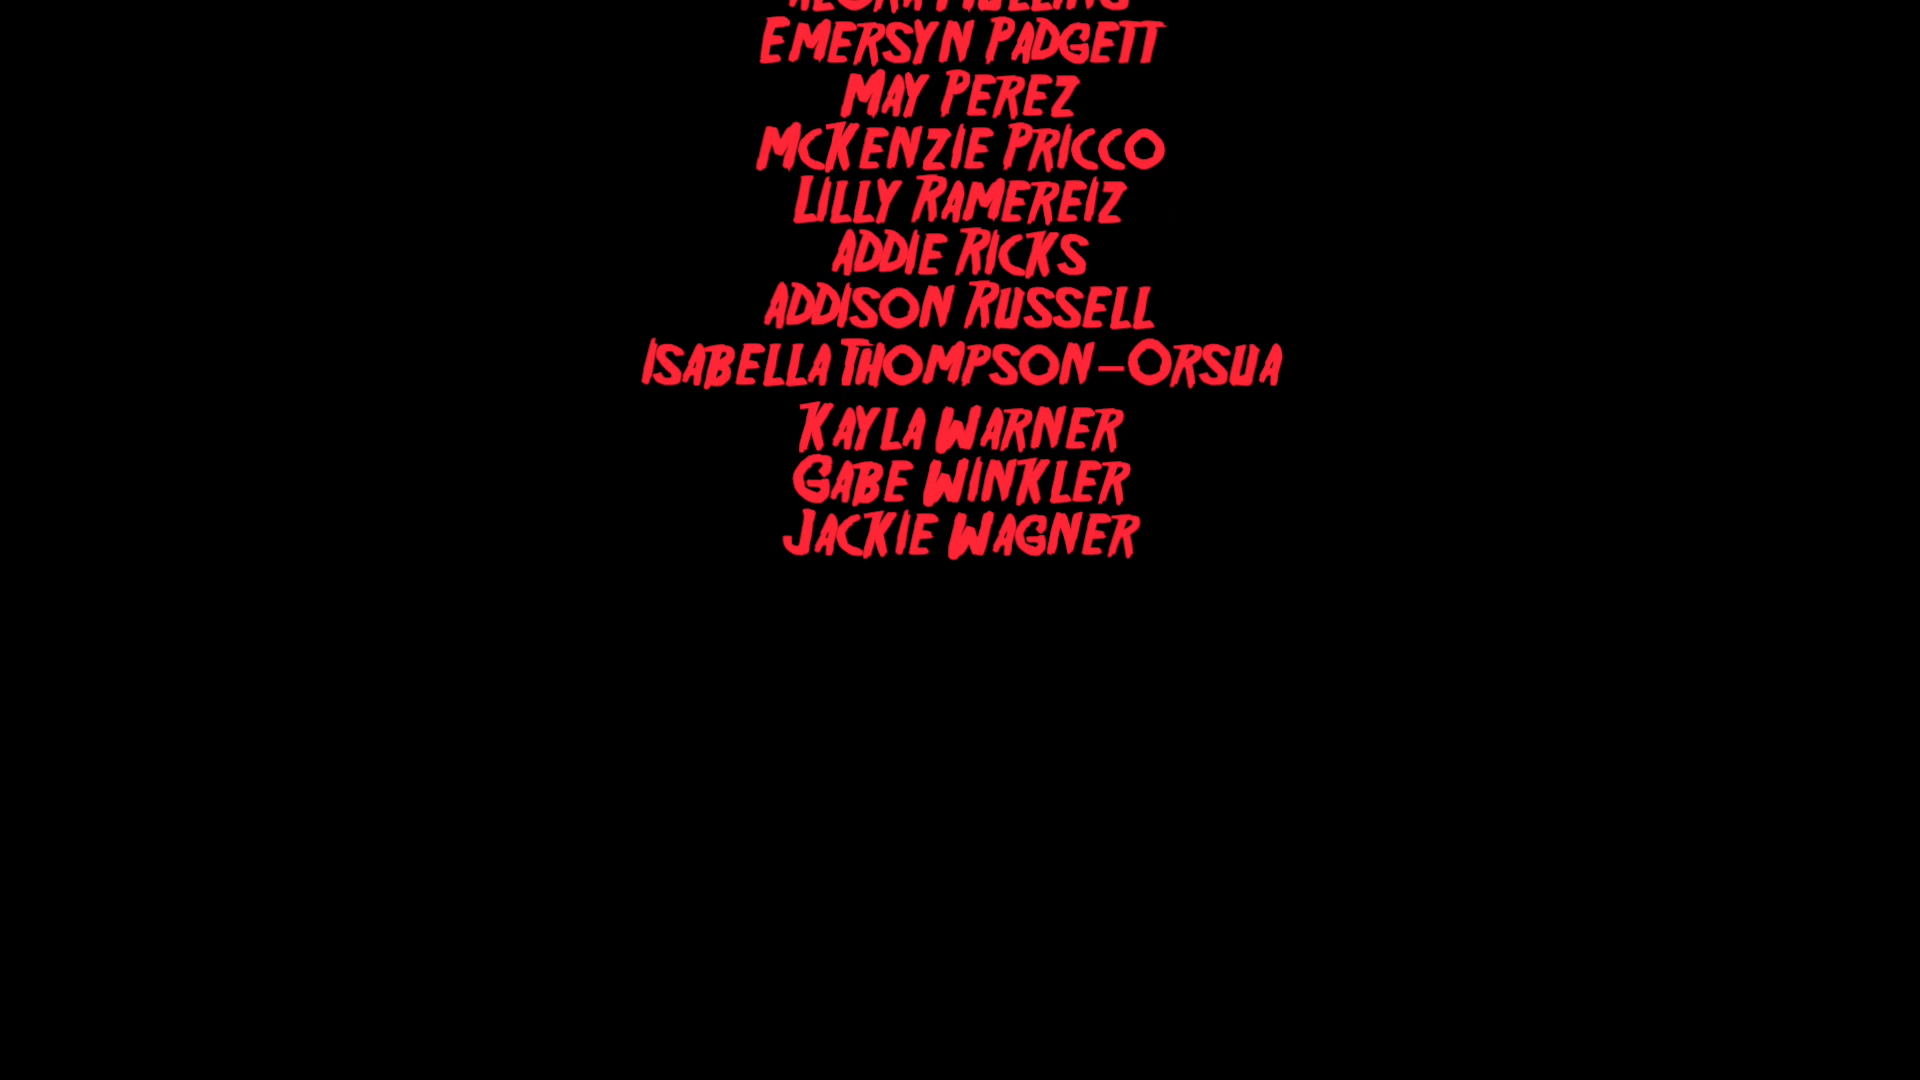 Emersyn Padgett
May Perez
McKenzie Pricco
Lilly Ramereiz
Addie Ricks
Addison Russell
Isabella Thompson-Orsua
Kayla Warner
Gabe Winkler
Jackie Wagner